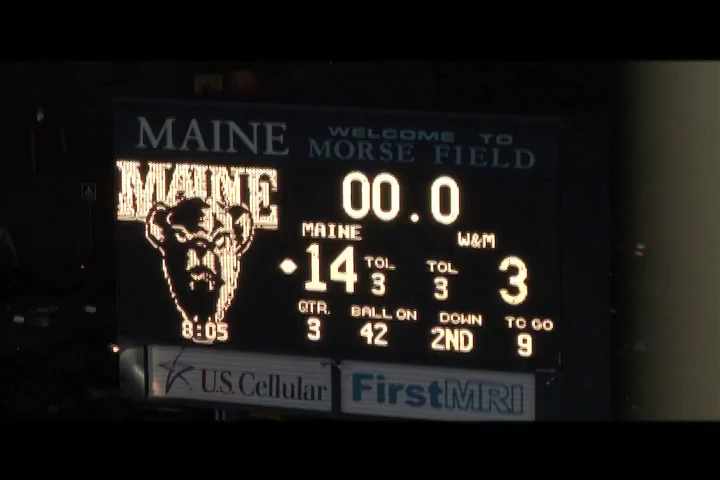 MAINE
WELCOME TO
MORSE FIELD
MAINE
00.0
MAINE W&M
14 TOL 3 TOL 3 3
QTR. BALL ON DOWN TO GO
3 42 2ND 9
8:05
U.S. Cellular
FirstMRI